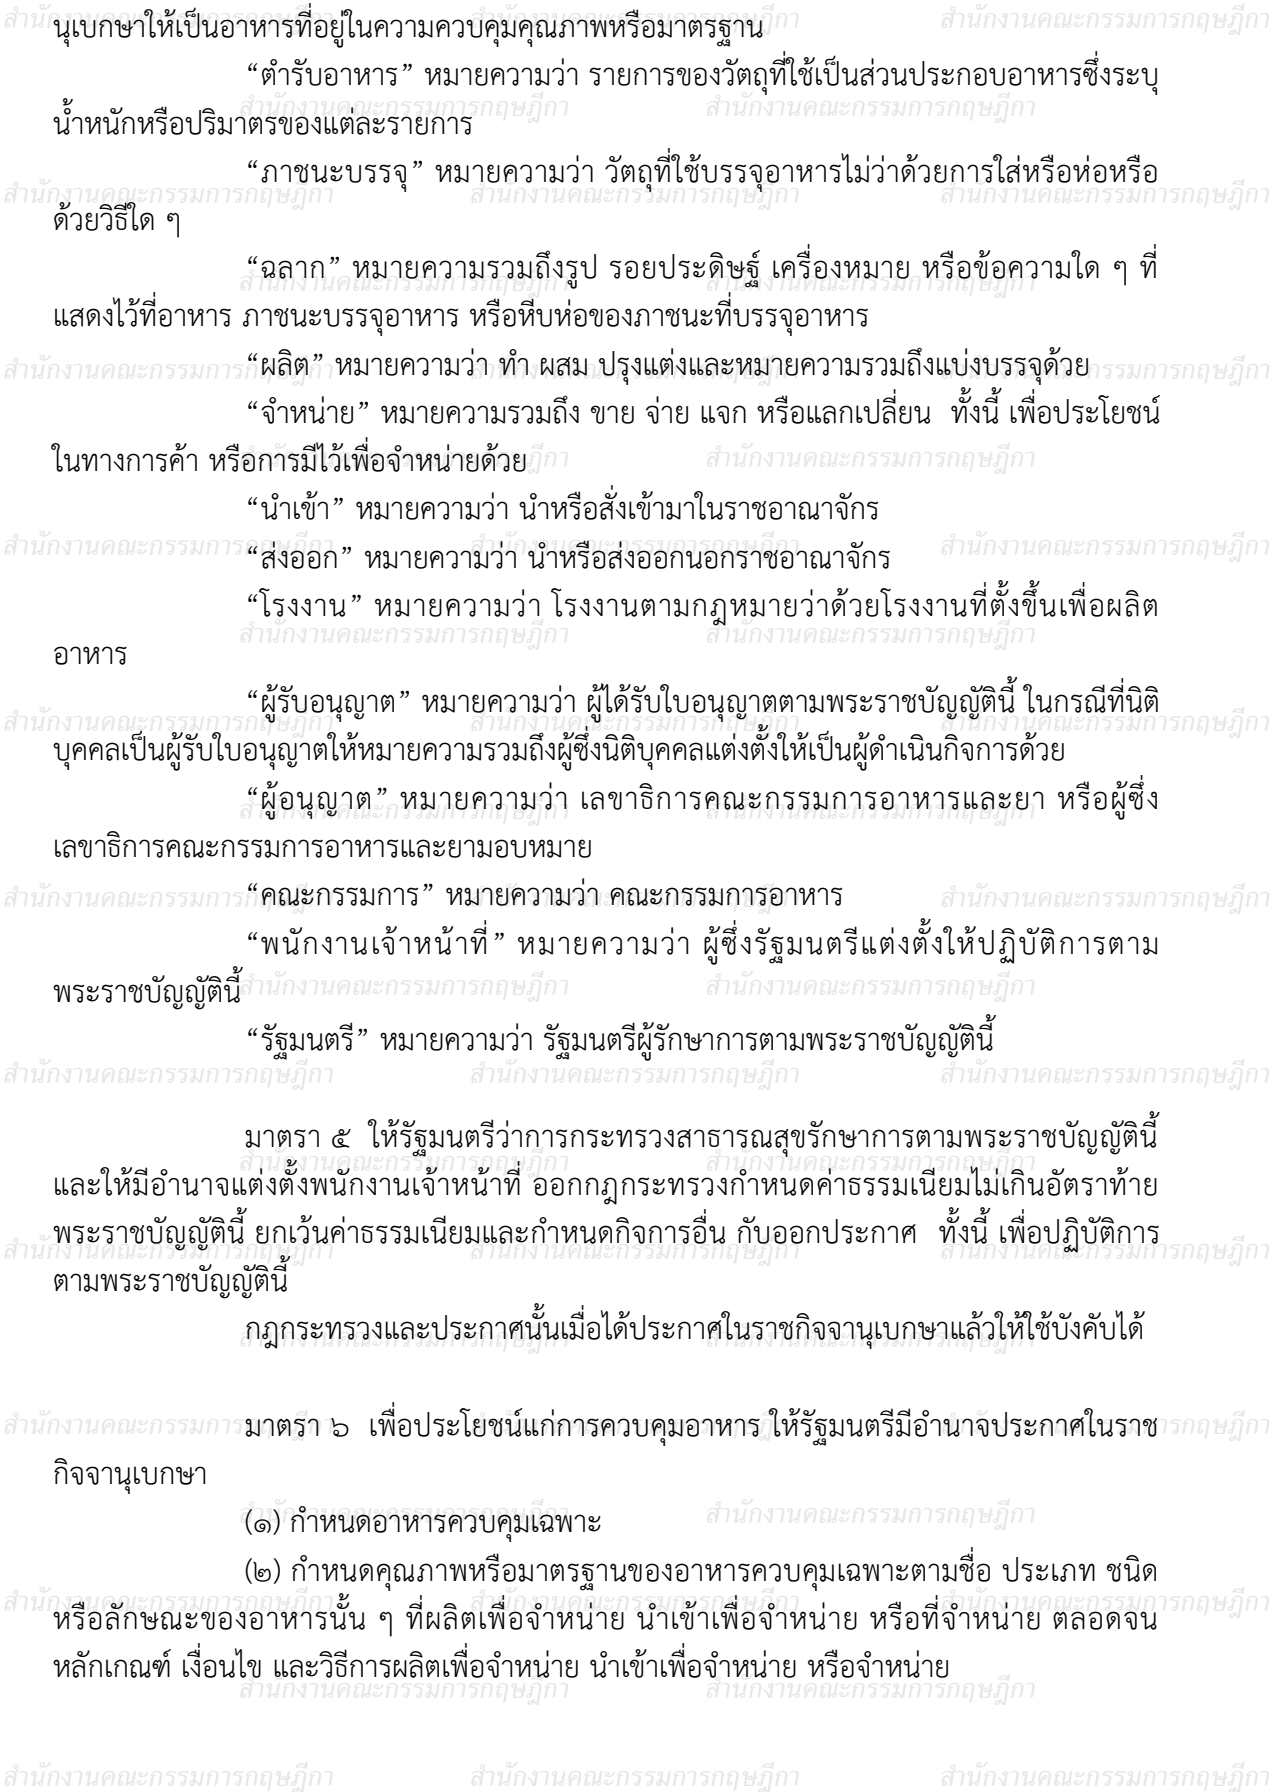 นุเบกษาให้เป็นอาหารที่อยู่ในความควบคุมคุณภาพหรือมาตรฐาน
“ตำรับอาหาร” หมายความว่า รายการของวัตถุที่ใช้เป็นส่วนประกอบอาหารซึ่งระบุ
น้ำหนักหรือปริมาตรของแต่ละรายการ
“ภาชนะบรรจุ” หมายความว่า วัตถุที่ใช้บรรจุอาหารไม่ว่าด้วยการใส่หรือห่อหรือ
ด้วยวิธีใด ๆ
“ฉลาก” หมายความรวมถึงรูป รอยประดิษฐ์ เครื่องหมาย หรือข้อความใด ๆ ที่
แสดงไว้ที่อาหาร ภาชนะบรรจุอาหาร หรือหีบห่อของภาชนะที่บรรจุอาหาร
“ผลิต” หมายความว่า ทำ ผสม ปรุงแต่งและหมายความรวมถึงแบ่งบรรจุด้วย
“จำหน่าย” หมายความรวมถึง ขาย จ่าย แจก หรือแลกเปลี่ยน  ทั้งนี้ เพื่อประโยชน์
ในทางการค้า หรือการมีไว้เพื่อจำหน่ายด้วย
“นำเข้า” หมายความว่า นำหรือสั่งเข้ามาในราชอาณาจักร
“ส่งออก” หมายความว่า นำหรือส่งออกนอกราชอาณาจักร
“โรงงาน” หมายความว่า โรงงานตามกฎหมายว่าด้วยโรงงานที่ตั้งขึ้นเพื่อผลิต
อาหาร
“ผู้รับอนุญาต” หมายความว่า ผู้ได้รับใบอนุญาตตามพระราชบัญญัตินี้ ในกรณีที่นิติ
บุคคลเป็นผู้รับใบอนุญาตให้หมายความรวมถึงผู้ซึ่งนิติบุคคลแต่งตั้งให้เป็นผู้ดำเนินกิจการด้วย
“ผู้อนุญาต” หมายความว่า เลขาธิการคณะกรรมการอาหารและยา หรือผู้ซึ่ง
เลขาธิการคณะกรรมการอาหารและยามอบหมาย
“คณะกรรมการ” หมายความว่า คณะกรรมการอาหาร
“พนักงานเจ้าหน้าที่” หมายความว่า ผู้ซึ่งรัฐมนตรีแต่งตั้งให้ปฏิบัติการตาม
พระราชบัญญัตินี้
“รัฐมนตรี” หมายความว่า รัฐมนตรีผู้รักษาการตามพระราชบัญญัตินี้
มาตรา ๕  ให้รัฐมนตรีว่าการกระทรวงสาธารณสุขรักษาการตามพระราชบัญญัตินี้
และให้มีอำนาจแต่งตั้งพนักงานเจ้าหน้าที่ ออกกฎกระทรวงกำหนดค่าธรรมเนียมไม่เกินอัตราท้าย
พระราชบัญญัตินี้ ยกเว้นค่าธรรมเนียมและกำหนดกิจการอื่น กับออกประกาศ  ทั้งนี้ เพื่อปฏิบัติการ
ตามพระราชบัญญัตินี้
กฎกระทรวงและประกาศนั้นเมื่อได้ประกาศในราชกิจจานุเบกษาแล้วให้ใช้บังคับได้
มาตรา ๖  เพื่อประโยชน์แก่การควบคุมอาหาร ให้รัฐมนตรีมีอำนาจประกาศในราช
กิจจานุเบกษา
(๑) กำหนดอาหารควบคุมเฉพาะ
(๒) กำหนดคุณภาพหรือมาตรฐานของอาหารควบคุมเฉพาะตามชื่อ ประเภท ชนิด
หรือลักษณะของอาหารนั้น ๆ ที่ผลิตเพื่อจำหน่าย นำเข้าเพื่อจำหน่าย หรือที่จำหน่าย ตลอดจน
หลักเกณฑ์ เงื่อนไข และวิธีการผลิตเพื่อจำหน่าย นำเข้าเพื่อจำหน่าย หรือจำหน่าย
สำนักงานคณะกรรมการกฤษฎีกา สำนักงานคณะกรรมการกฤษฎีกา สำนักงานคณะกรรมการกฤษฎีกา